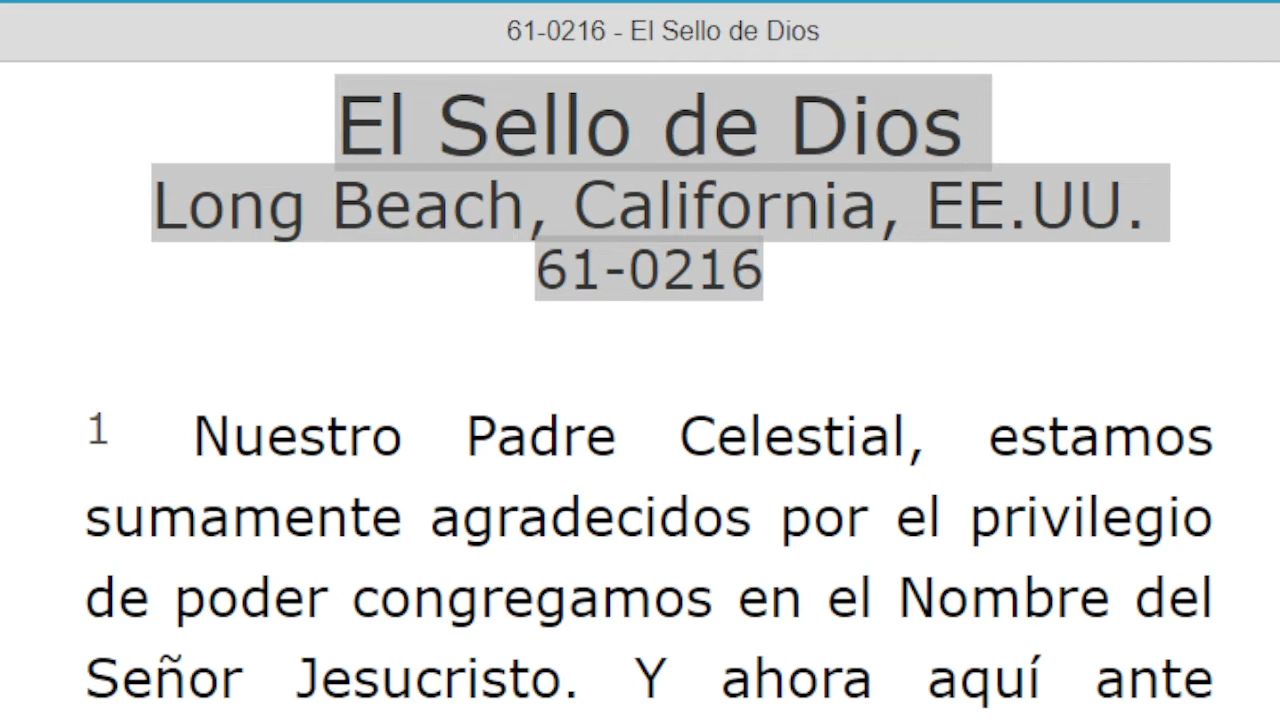 61-0216 - El Sello de Dios
El Sello de Dios
Long Beach, California, EE.UU.
61-0216
1 Nuestro Padre Celestial, estamos
sumamente agradecidos por el privilegio
de poder congregamos en el Nombre del
Señor Jesucristo. Y ahora aquí ante